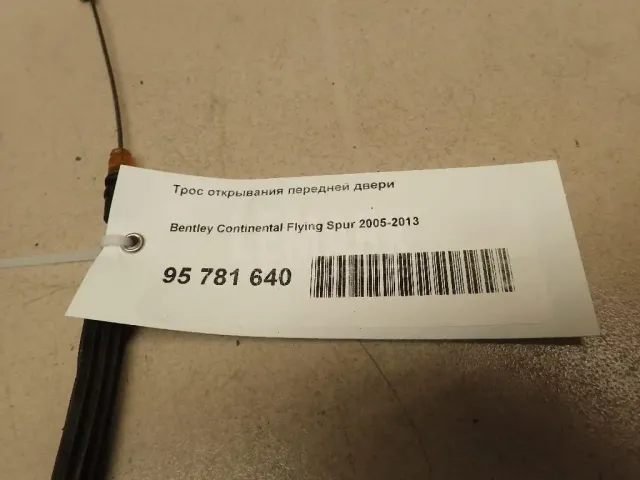 Трос открывания передней двери
Bentley Continental Flying Spur 2005-2013
95 781 640